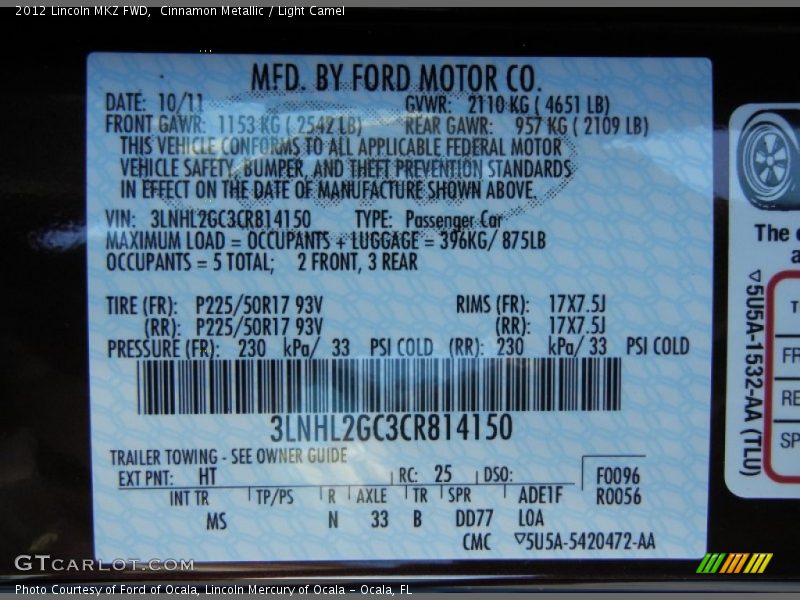 2012 Lincoln MKZ FWD,  Cinnamon Metallic / Light Camel
MFD. BY FORD MOTOR CO.
DATE: 10/11 GVWR: 2110 KG ( 4651 LB)
FRONT GAWR: 1153 KG ( 2542 LB) REAR GAWR: 957 KG ( 2109 LB)
THIS VEHICLE CONFORMS TO ALL APPLICABLE FEDERAL MOTOR
VEHICLE SAFETY, BUMPER, AND THEFT PREVENTION STANDARDS
IN EFFECT ON THE DATE OF MANUFACTURE SHOWN ABOVE.
VIN: 3LNHL2GC3CR814150 TYPE: Passenger Car
MAXIMUM LOAD = OCCUPANTS + LUGGAGE = 396KG/ 875LB
OCCUPANTS = 5 TOTAL; 2 FRONT, 3 REAR
TIRE (FR): P225/50R17 93V RIMS (FR): 17X7.5J
(RR): P225/50R17 93V (RR): 17X7.5J
PRESSURE (FR): 230 kPa/ 33 PSI COLD (RR): 230 kPa/ 33 PSI COLD
3LNHL2GC3CR814150
TRAILER TOWING - SEE OWNER GUIDE
EXT PNT: HT RC: 25 DSO: F0096
INT TR TP/PS R AXLE TR SPR ADE1F R0056
MS N 33 B DD77 L0A
CMC ▽5U5A-5420472-AA
The
▽5U5A-1532-AA (TLU)
GTCARLOT.COM
Photo Courtesy of Ford of Ocala, Lincoln Mercury of Ocala - Ocala, FL